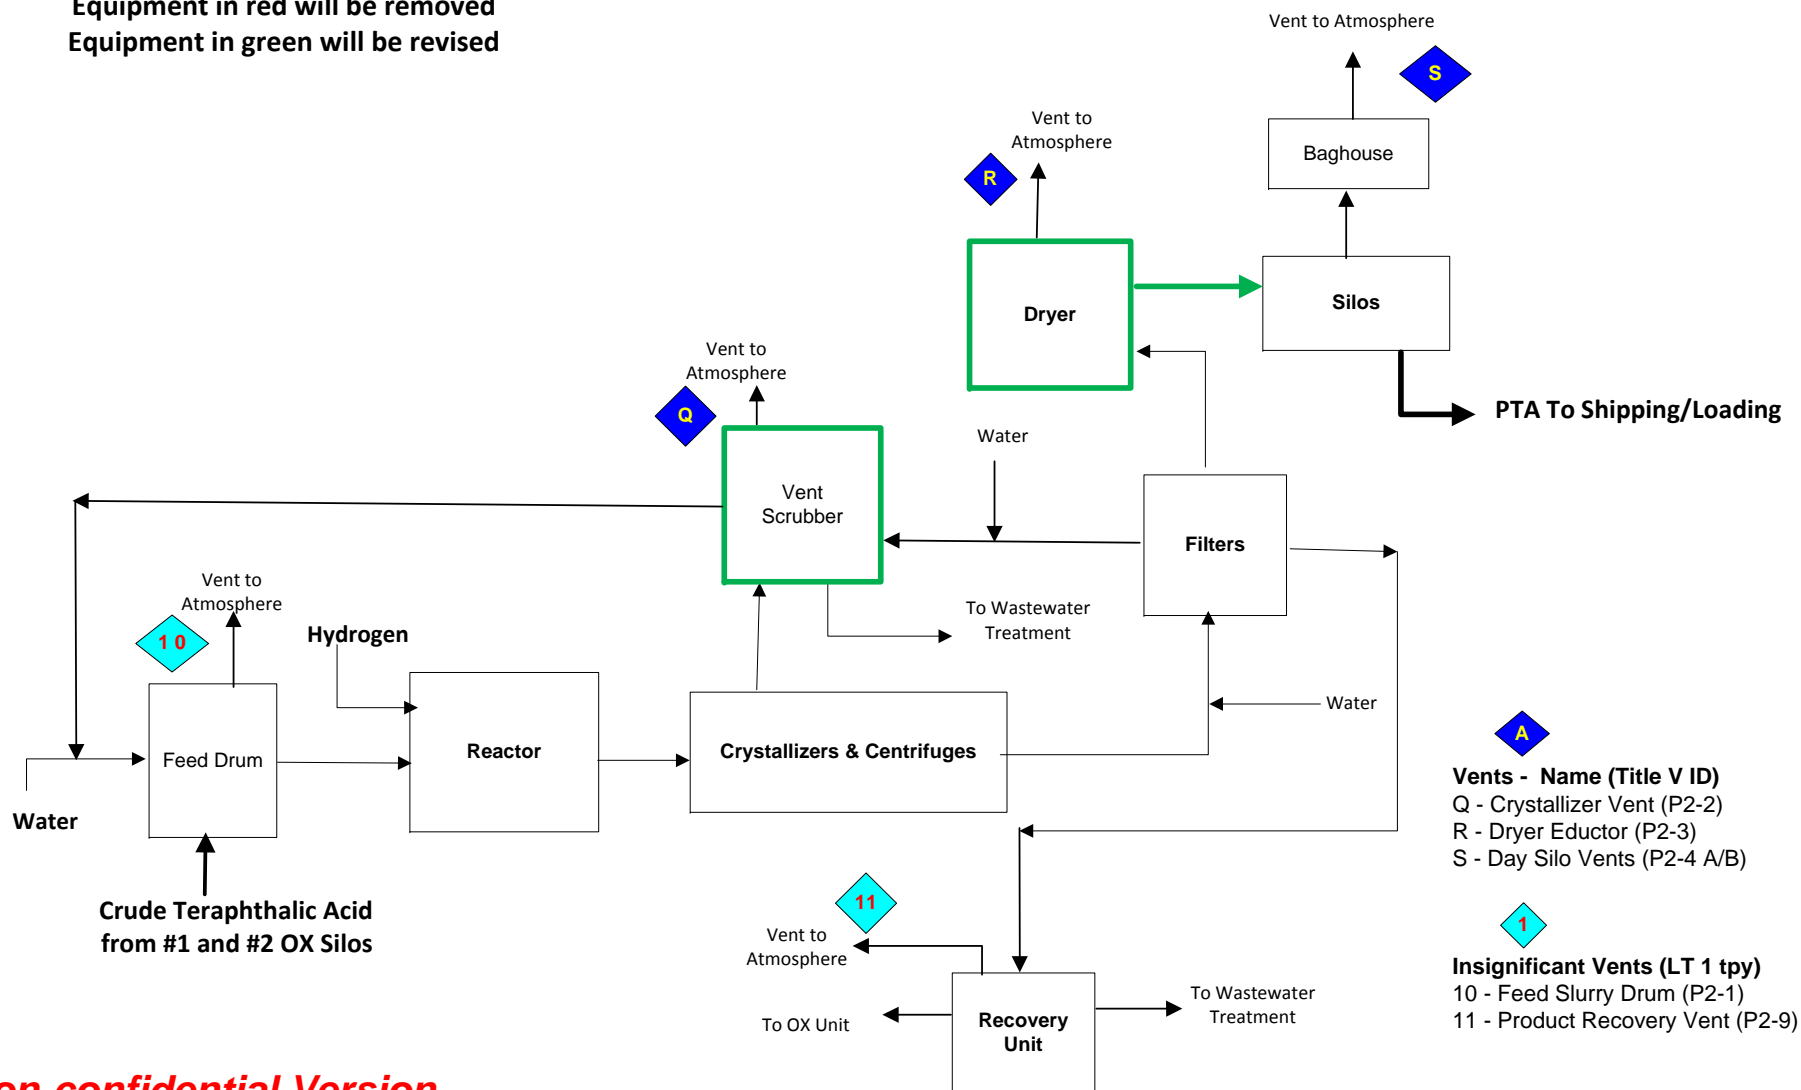 Equipment in red will be removed
Equipment in green will be revised
Vent to Atmosphere
S
Baghouse
Vent to
Atmosphere
R
Dryer
Silos
PTA To Shipping/Loading
Vent to
Atmosphere
Q
Vent
Scrubber
Water
Filters
To Wastewater
Treatment
Vent to
Atmosphere
1 0
Hydrogen
Feed Drum
Reactor
Crystallizers & Centrifuges
Water
Water
Crude Teraphthalic Acid
from #1 and #2 OX Silos
11
Vent to
Atmosphere
To OX Unit
Recovery
Unit
To Wastewater
Treatment
A
Vents - Name (Title V ID)
Q - Crystallizer Vent (P2-2)
R - Dryer Eductor (P2-3)
S - Day Silo Vents (P2-4 A/B)
1
Insignificant Vents (LT 1 tpy)
10 - Feed Slurry Drum (P2-1)
11 - Product Recovery Vent (P2-9)
on-confidential Version